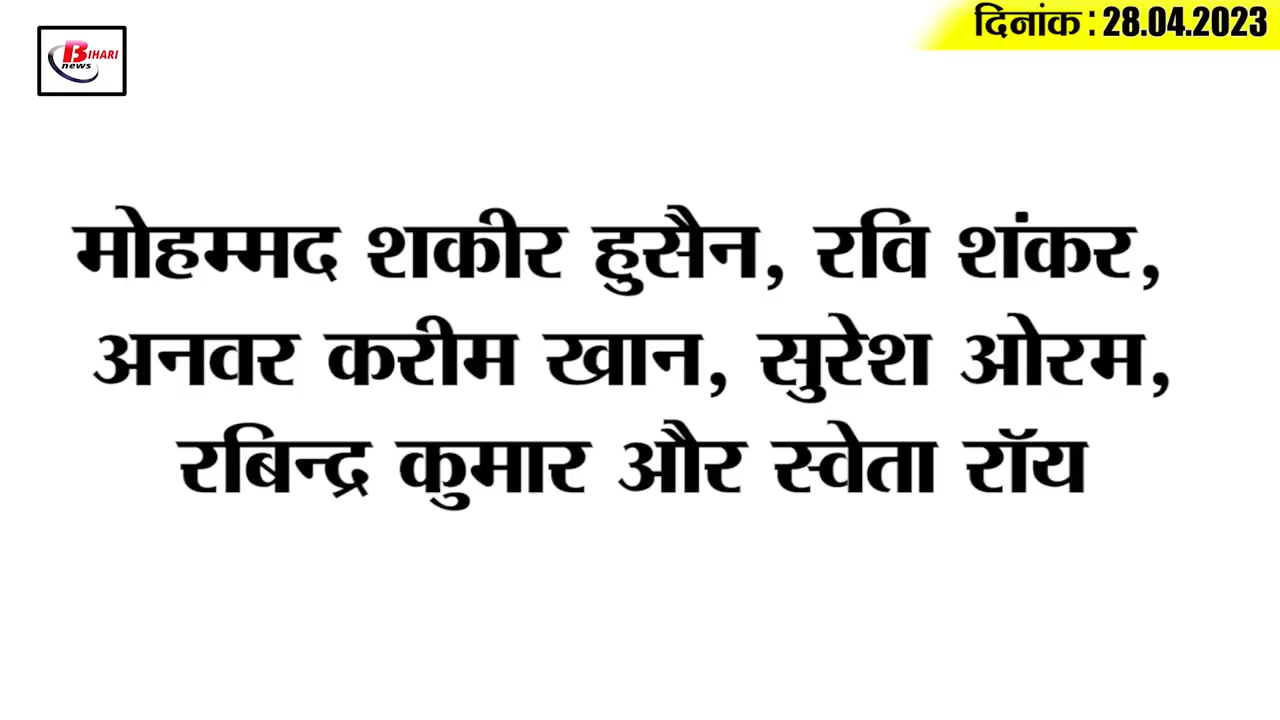 BIHARI
news
दिनांक : 28.04.2023
मोहम्मद शकीर हुसैन, रवि शंकर,
अनवर करीम खान, सुरेश ओरम,
रबिन्द्र कुमार और स्वेता रॉय